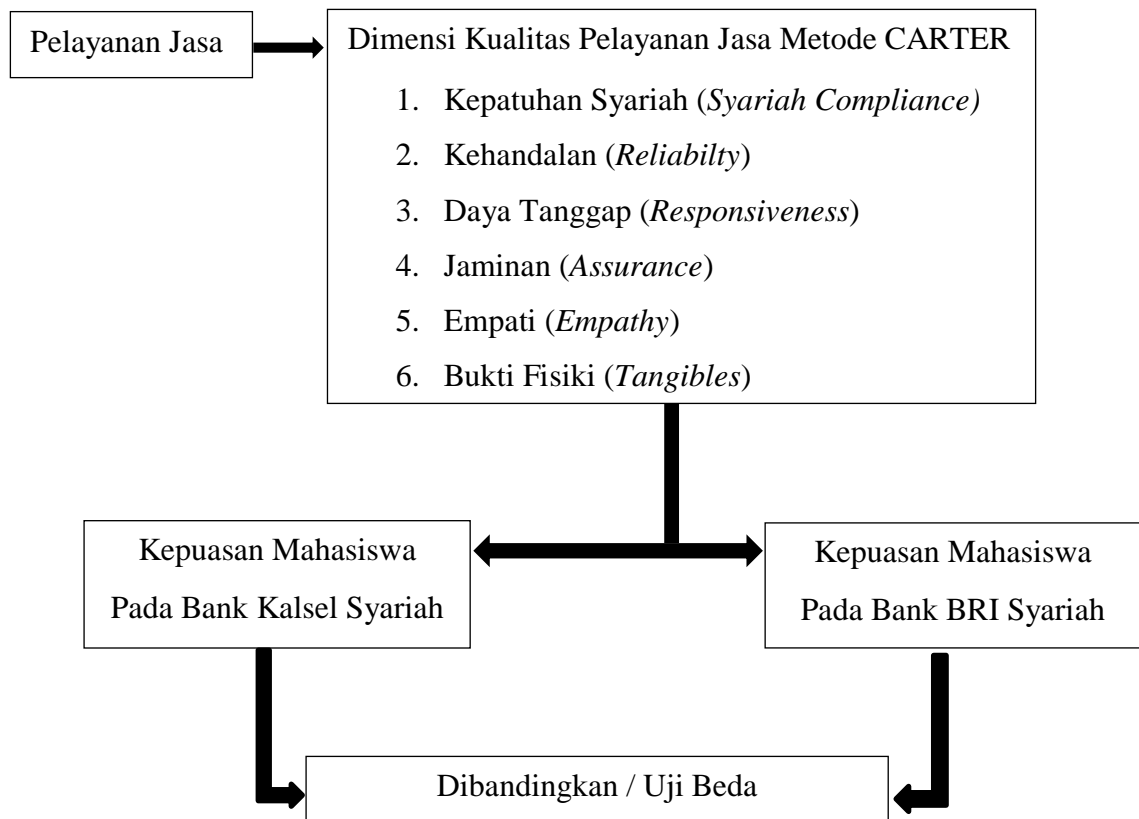 Pelayanan Jasa
Dimensi Kualitas Pelayanan Jasa Metode CARTER
1. Kepatuhan Syariah (Syariah Compliance)
2. Kehandalan (Reliabilty)
3. Daya Tanggap (Responsiveness)
4. Jaminan (Assurance)
5. Empati (Empathy)
6. Bukti Fisiki (Tangibles)
Kepuasan Mahasiswa
Pada Bank Kalsel Syariah
Kepuasan Mahasiswa
Pada Bank BRI Syariah
Dibandingkan / Uji Beda